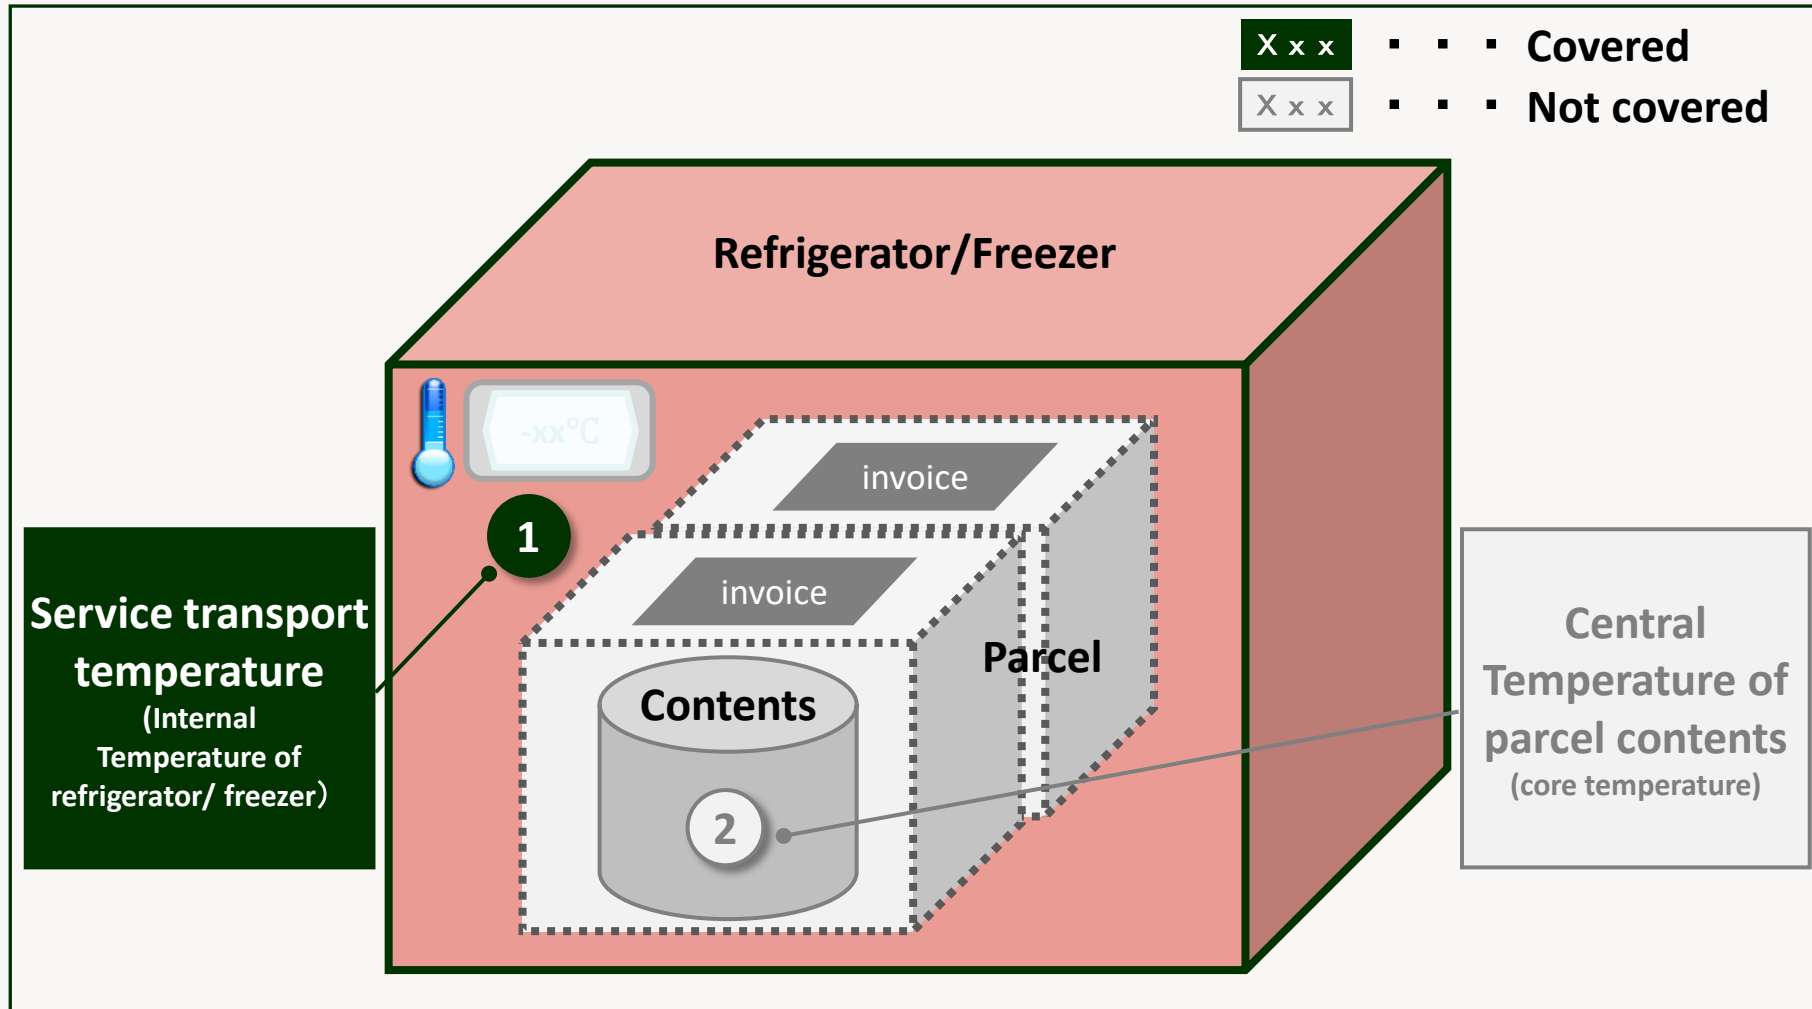 X x x ・ ・ ・ Covered
X x x ・ ・ ・ Not covered
Refrigerator/Freezer
-xx℃
invoice
1
invoice
Service transport
temperature
(Internal
Temperature of
refrigerator/ freezer）
Parcel
Contents
2
Central
Temperature of
parcel contents
(core temperature)